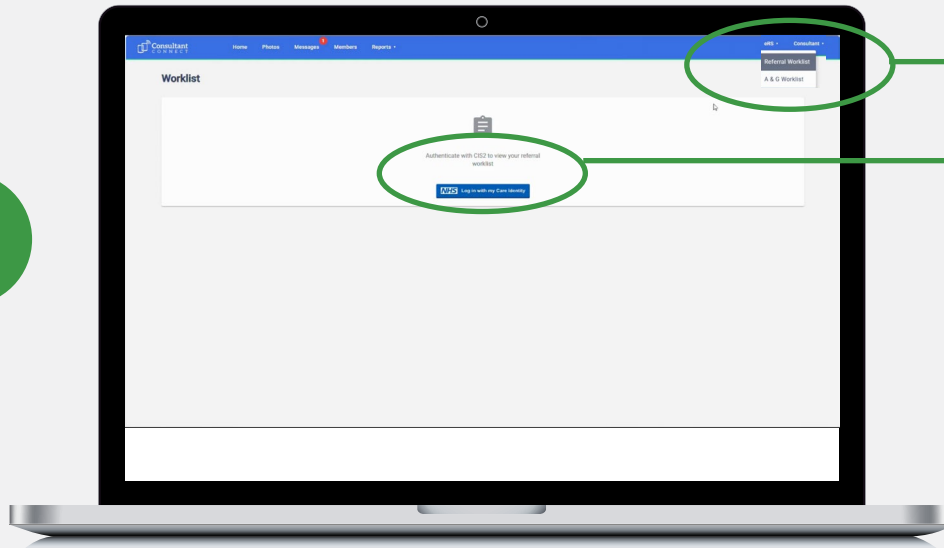 Consultant
CONNECT
Home Photos Messages 1 Members Reports
eRS Consultant
Referral Worklist
A & G Worklist
Worklist
Authenticate with CIS2 to view your referral
worklist
NHS Log in with my Care Identity